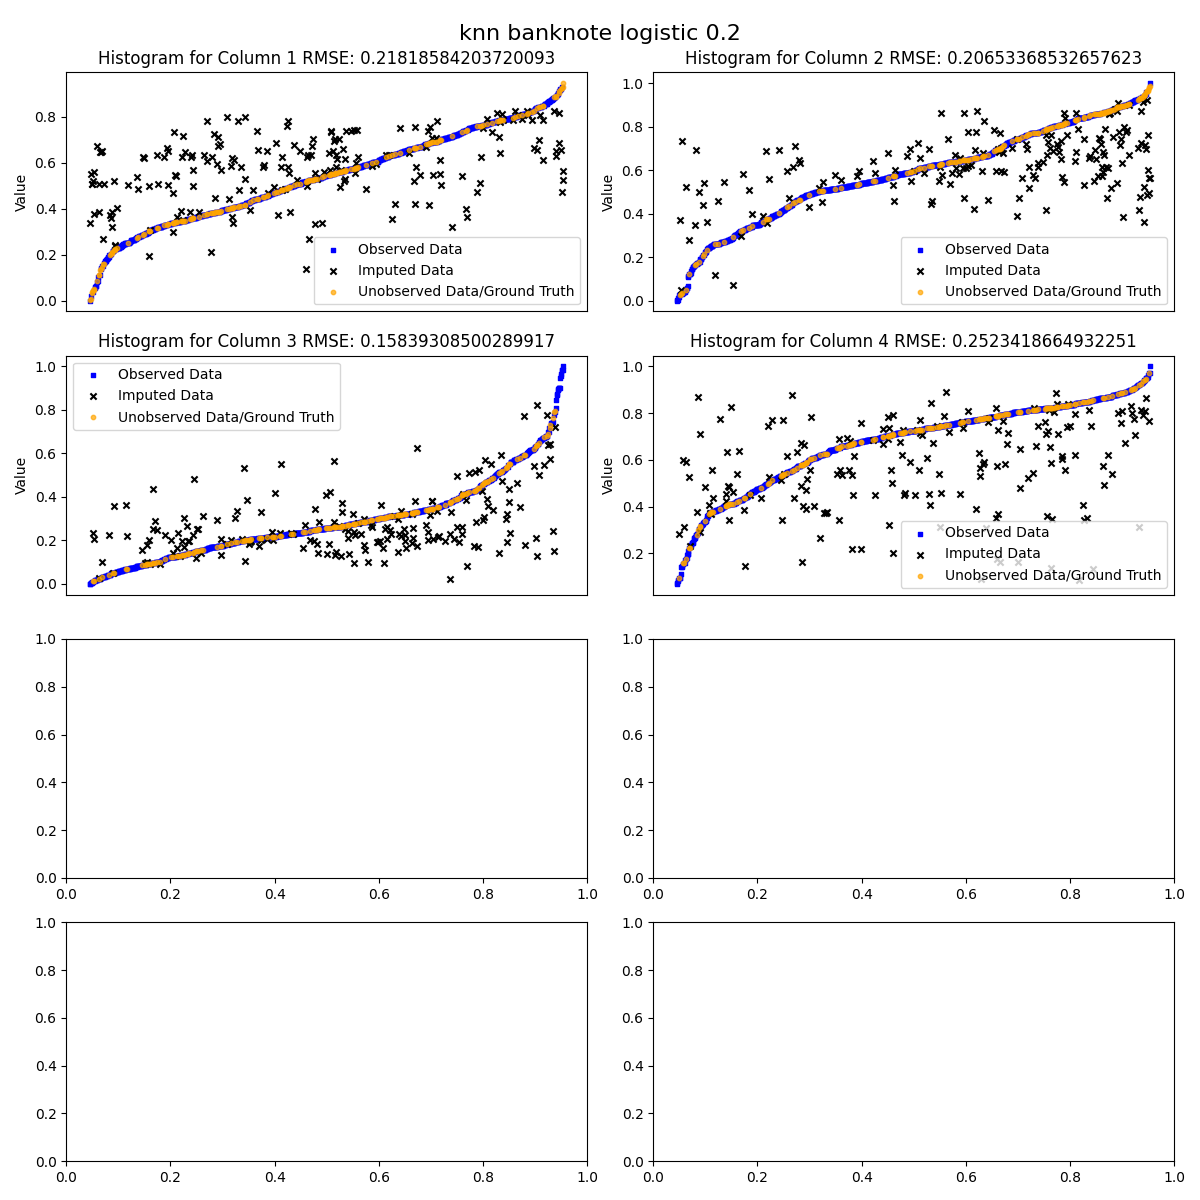 knn banknote logistic 0.2
Histogram for Column 1 RMSE: 0.21818584203720093
Value
0.8
0.6
0.4
0.2
0.0
Observed Data
Imputed Data
Unobserved Data/Ground Truth
Histogram for Column 2 RMSE: 0.20653368532657623
Value
1.0
0.8
0.6
0.4
0.2
0.0
Observed Data
Imputed Data
Unobserved Data/Ground Truth
Histogram for Column 3 RMSE: 0.15839308500289917
Value
1.0
0.8
0.6
0.4
0.2
0.0
Observed Data
Imputed Data
Unobserved Data/Ground Truth
Histogram for Column 4 RMSE: 0.2523418664932251
Value
1.0
0.8
0.6
0.4
0.2
Observed Data
Imputed Data
Unobserved Data/Ground Truth
1.0
0.8
0.6
0.4
0.2
0.0
0.0 0.2 0.4 0.6 0.8 1.0
1.0
0.8
0.6
0.4
0.2
0.0
0.0 0.2 0.4 0.6 0.8 1.0
1.0
0.8
0.6
0.4
0.2
0.0
0.0 0.2 0.4 0.6 0.8 1.0
1.0
0.8
0.6
0.4
0.2
0.0
0.0 0.2 0.4 0.6 0.8 1.0